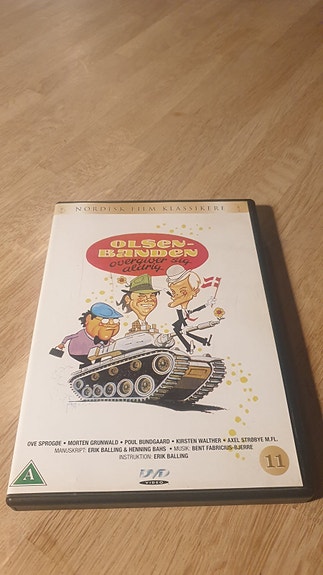 NORDISK FILM KLASSIKERE
OLSEN-
BANDEN
overgiver sig
aldrig
OVE SPROGØE • MORTEN GRUNWALD • POUL BUNDGAARD • KIRSTEN WALTHER • AXEL STRØBYE M.FL.
MANUSKRIPT: ERIK BALLING & HENNING BAHS • MUSIK: BENT FABRICIUS-BJERRE
INSTRUKTION: ERIK BALLING
A
DVD
VIDEO
11